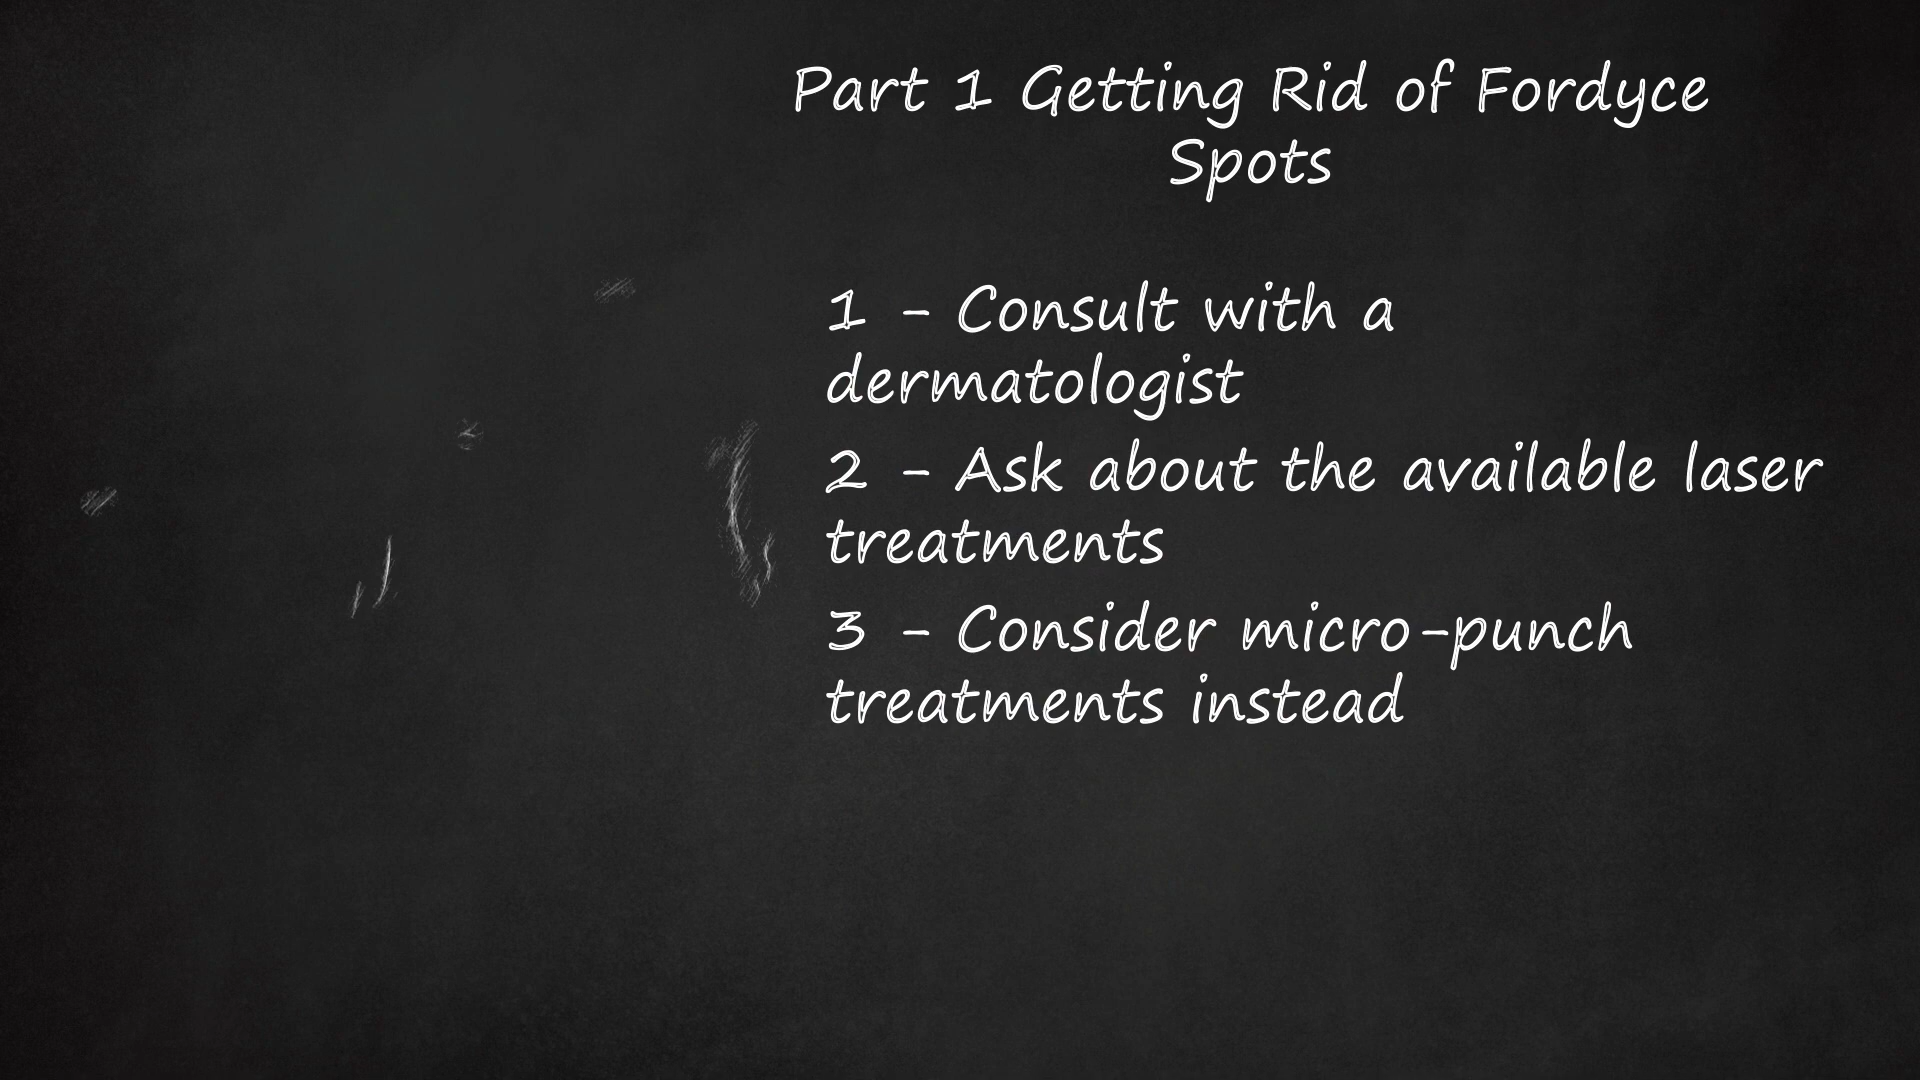 Part 1 Getting Rid of Fordyce
Spots
1 - Consult with a
dermatologist
2 - Ask about the available laser
treatments
3 - Consider micro-punch
treatments instead